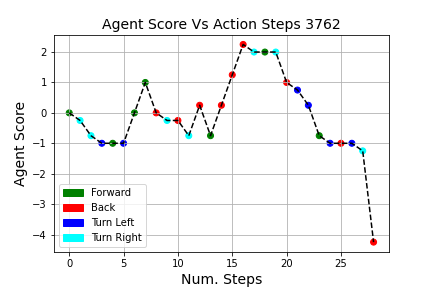 Agent Score Vs Action Steps 3762
Agent Score
2
1
0
−1
−2
−3
−4
Forward
Back
Turn Left
Turn Right
0 5 10 15 20 25
Num. Steps